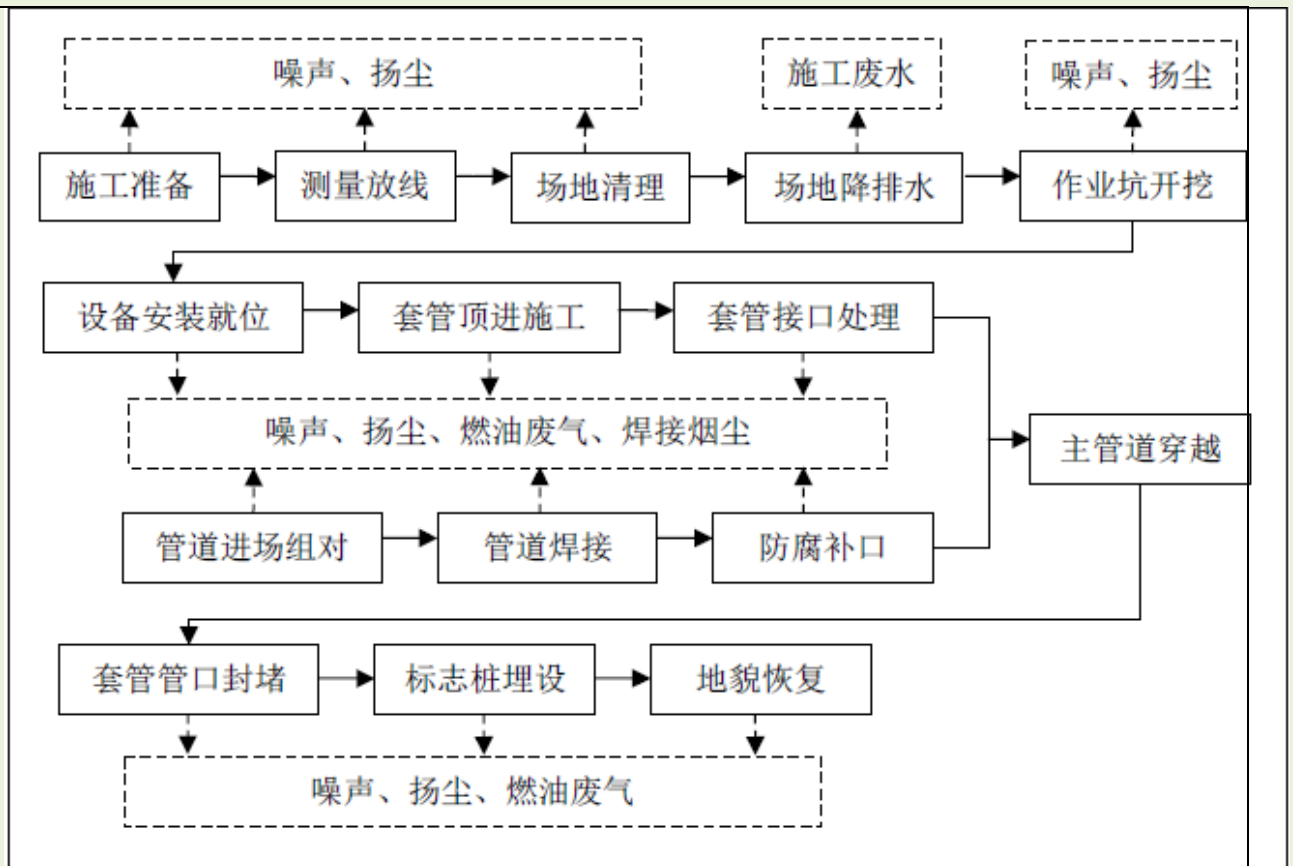 噪声、扬尘
施工废水
噪声、扬尘
施工准备
测量放线
场地清理
场地降排水
作业坑开挖
设备安装就位
套管顶进施工
套管接口处理
噪声、扬尘、燃油废气、焊接烟尘
主管道穿越
管道进场组对
管道焊接
防腐补口
套管管口封堵
标志桩埋设
地貌恢复
噪声、扬尘、燃油废气